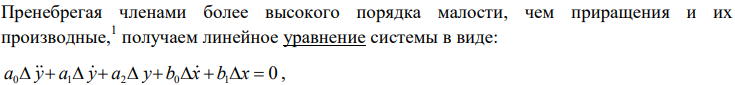 Пренебрегая членами более высокого порядка малости, чем приращения и их
производные,¹ получаем линейное уравнение системы в виде:
a₀Δ ÿ + a₁Δ ẏ + a₂Δ y + b₀Δẋ + b₁Δx = 0 ,